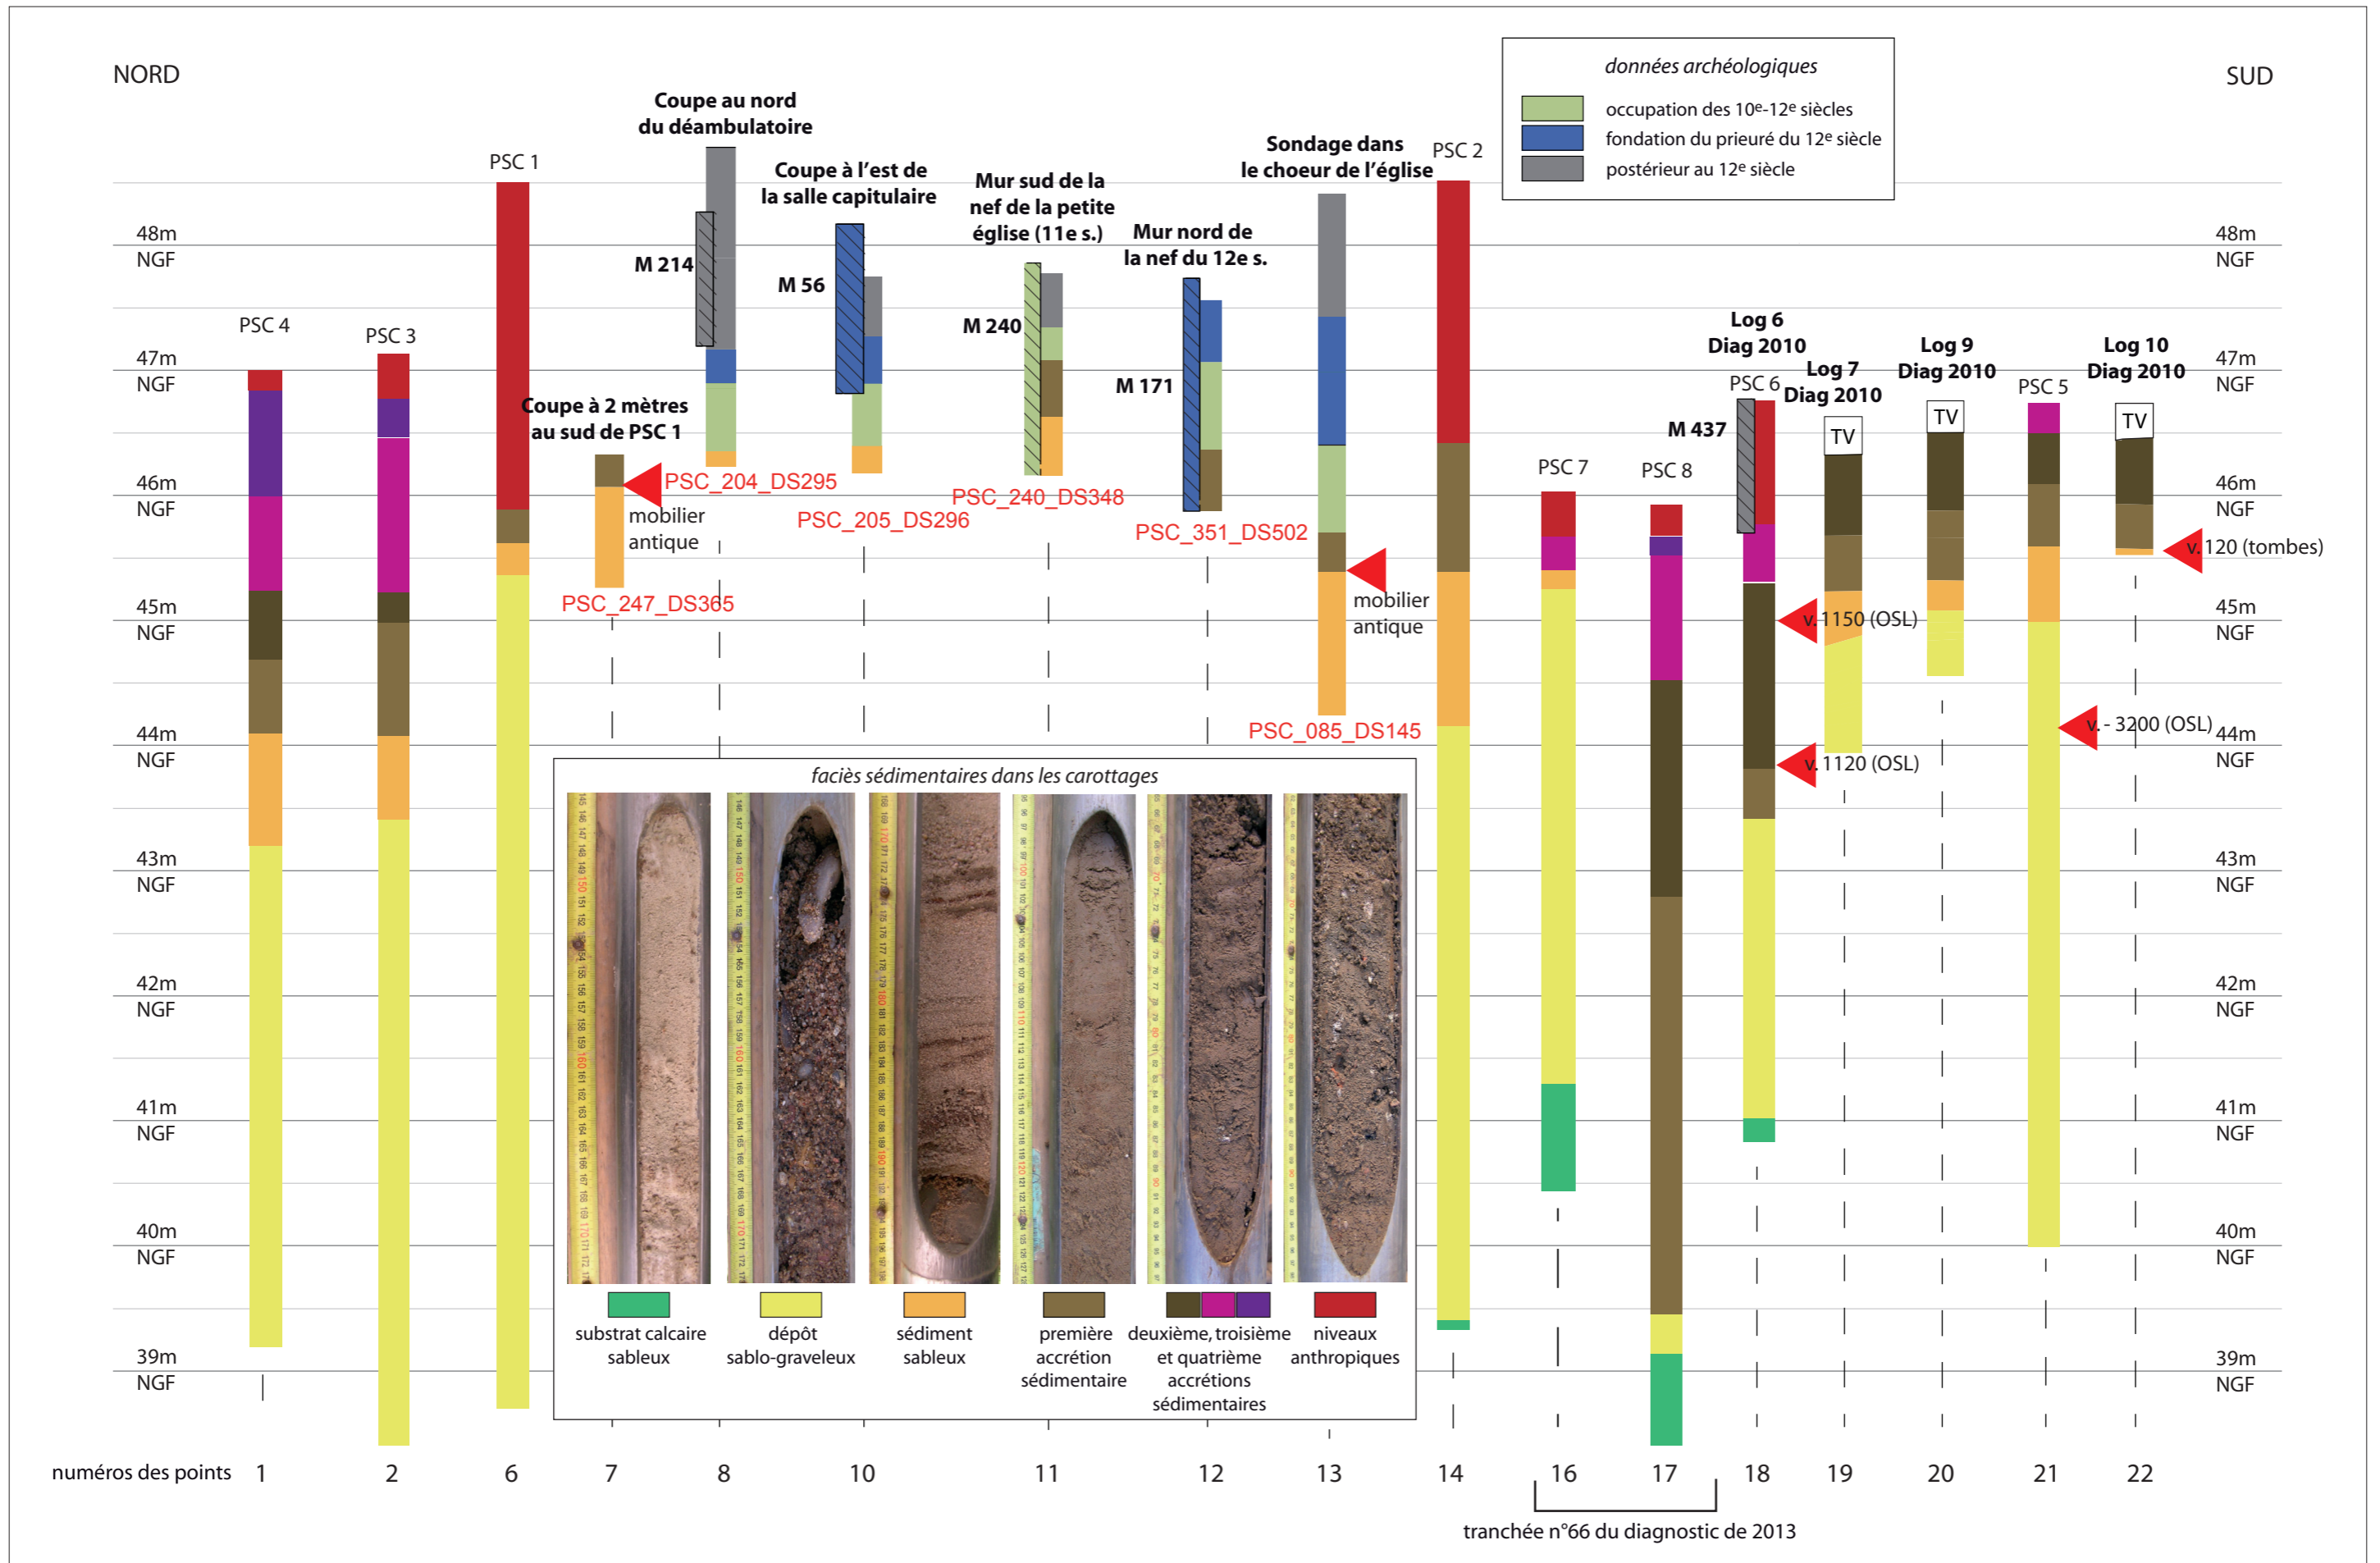 NORD
SUD
données archéologiques
occupation des 10e-12e siècles
fondation du prieuré du 12e siècle
postérieur au 12e siècle
PSC 4
PSC 3
PSC 1
Coupe à 2 mètres
au sud de PSC 1
Coupe au nord
du déambulatoire
M 214
Coupe à l'est de
la salle capitulaire
M 56
Mur sud de la
nef de la petite
église (11e s.)
M 240
Mur nord de
la nef du 12e s.
M 171
Sondage dans
le choeur de l'église
PSC 2
PSC 7
PSC 8
Log 6
Diag 2010
PSC 6
M 437
Log 7
Diag 2010
TV
Log 9
Diag 2010
TV
PSC 5
Log 10
Diag 2010
TV
48m
NGF
47m
NGF
46m
NGF
45m
NGF
44m
NGF
43m
NGF
42m
NGF
41m
NGF
40m
NGF
39m
NGF
48m
NGF
47m
NGF
46m
NGF
45m
NGF
44m
NGF
43m
NGF
42m
NGF
41m
NGF
40m
NGF
39m
NGF
mobilier
antique
PSC_247_DS365
PSC_204_DS295
PSC_205_DS296
PSC_240_DS348
PSC_351_DS502
mobilier
antique
PSC_085_DS145
v. 1150 (OSL)
v. 1120 (OSL)
v. - 3200 (OSL)
v. 120 (tombes)
faciès sédimentaires dans les carottages
substrat calcaire
sableux
dépôt
sablo-graveleux
sédiment
sableux
première
accrétion
sédimentaire
deuxième, troisième
et quatrième
accrétions
sédimentaires
niveaux
anthropiques
numéros des points 1 2 6 7 8 10 11 12 13 14 16 17 18 19 20 21 22
tranchée n°66 du diagnostic de 2013